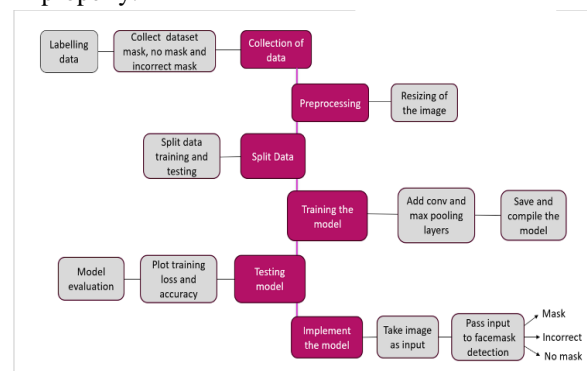 Labelling
data
Collect dataset
mask, no mask and
incorrect mask
Collection of
data
Preprocessing
Resizing of
the image
Split data
training and
testing
Split Data
Training the
model
Add conv and
max pooling
layers
Save and
compile the
model
Model
evaluation
Plot training
loss and
accuracy
Testing
model
Implement
the model
Take image
as input
Pass input
to facemask
detection
Mask
Incorrect
No mask